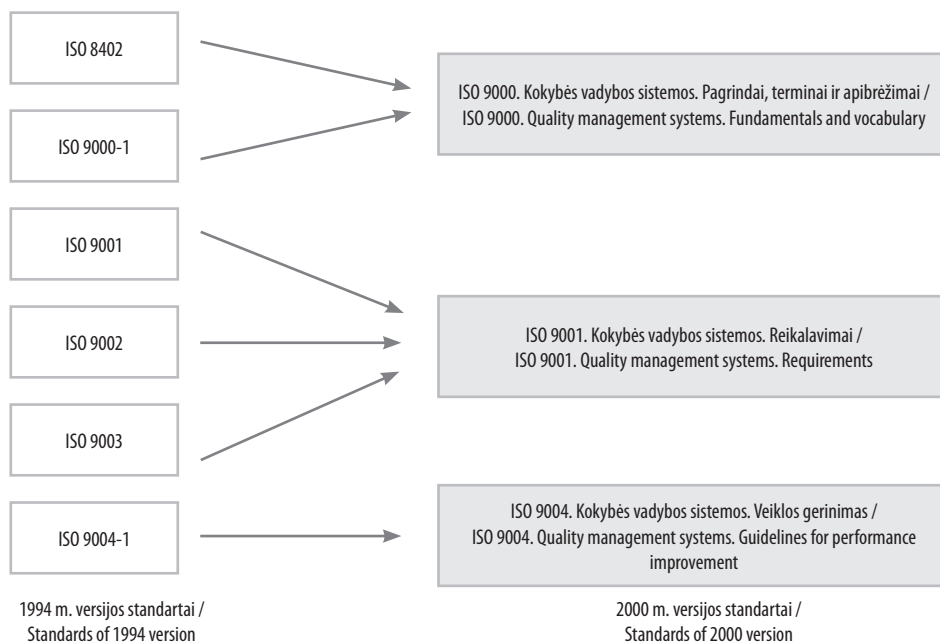 ISO 8402
ISO 9000-1
ISO 9001
ISO 9002
ISO 9003
ISO 9004-1
1994 m. versijos standartai /
Standards of 1994 version
ISO 9000. Kokybės vadybos sistemos. Pagrindai, terminai ir apibrėžimai /
ISO 9000. Quality management systems. Fundamentals and vocabulary
ISO 9001. Kokybės vadybos sistemos. Reikalavimai /
ISO 9001. Quality management systems. Requirements
ISO 9004. Kokybės vadybos sistemos. Veiklos gerinimas /
ISO 9004. Quality management systems. Guidelines for performance
improvement
2000 m. versijos standartai /
Standards of 2000 version